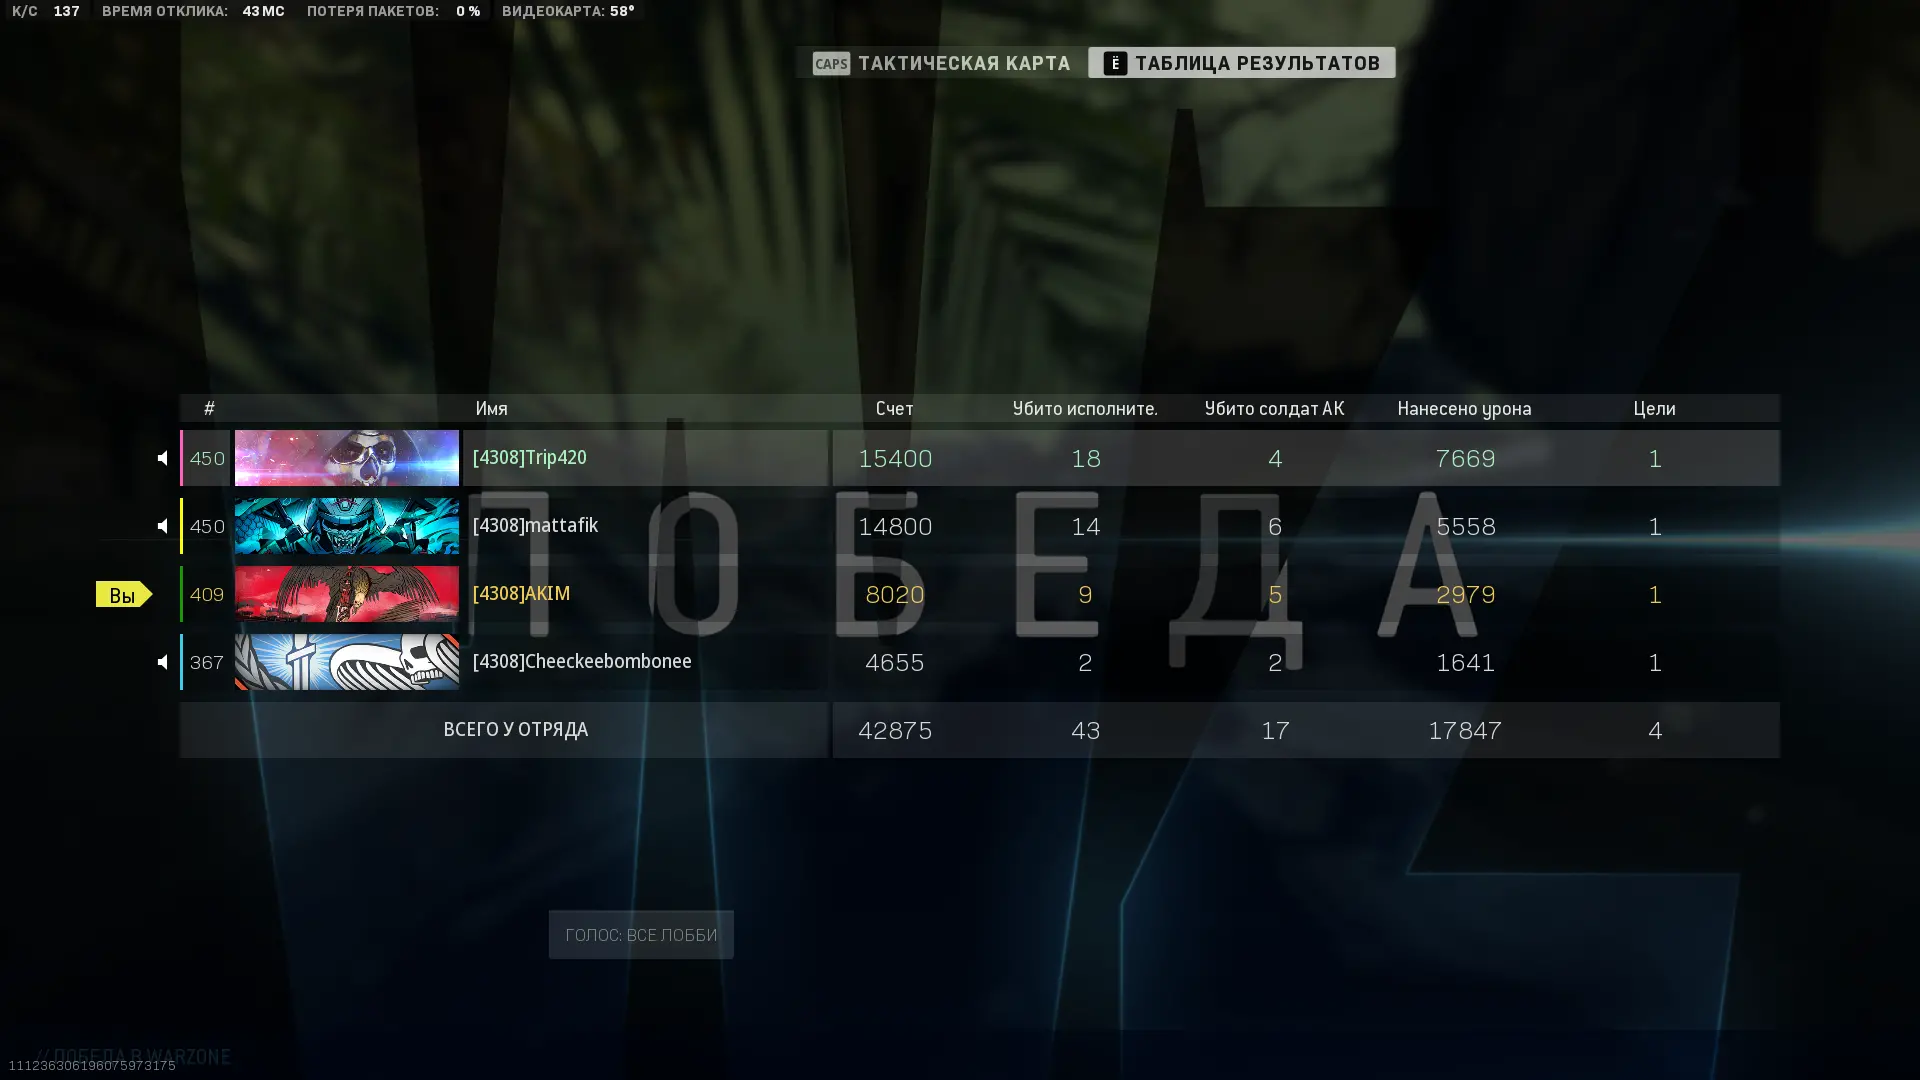 К/С 137 ВРЕМЯ ОТКЛИКА: 43 МС ПОТЕРЯ ПАКЕТОВ: 0 % ВИДЕОКАРТА: 58°
CAPS ТАКТИЧЕСКАЯ КАРТА Ё ТАБЛИЦА РЕЗУЛЬТАТОВ
# Имя Счет Убито исполните. Убито солдат АК Нанесено урона Цели
450 [4308]Trip420 15400 18 4 7669 1
450 [4308]mattafik 14800 14 6 5558 1
ПОБЕДА
Вы 409 [4308]AKIM 8020 9 5 2979 1
367 [4308]Cheeckeebombonee 4655 2 2 1641 1
ВСЕГО У ОТРЯДА 42875 43 17 17847 4
ГОЛОС: ВСЕ ЛОББИ
// ПОБЕДА В WARZONE
111236306196075973175